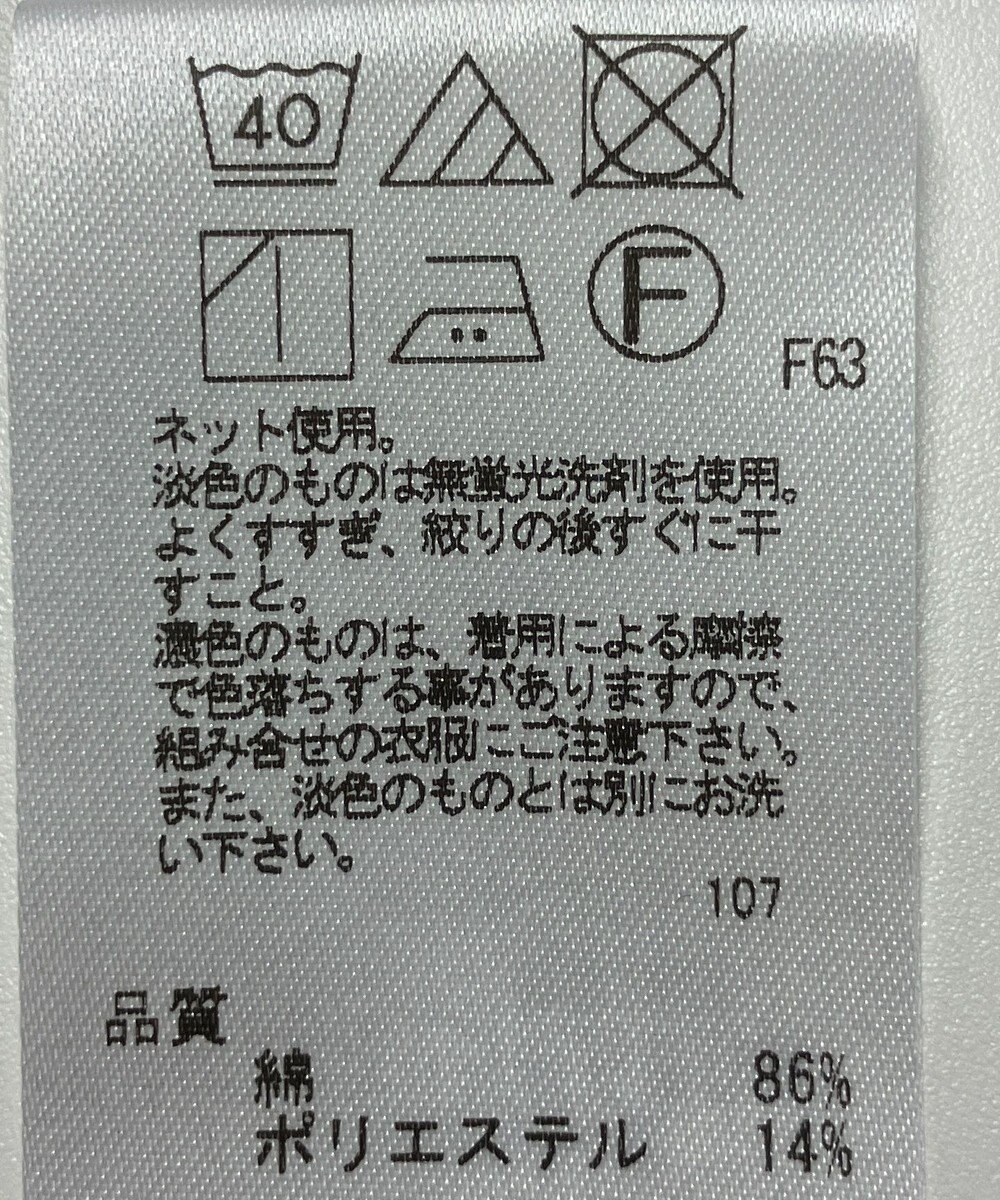 40
F
F63
ネット使用。
淡色のものは無蛍光洗剤を使用。
よくすすぎ、絞りの後すぐに干
すこと。
濃色のものは、着用による摩擦
で色落ちする事がありますので、
組み合せの衣服にご注意下さい。
また、淡色のものとは別にお洗
い下さい。
107
品質
綿 86%
ポリエステル 14%